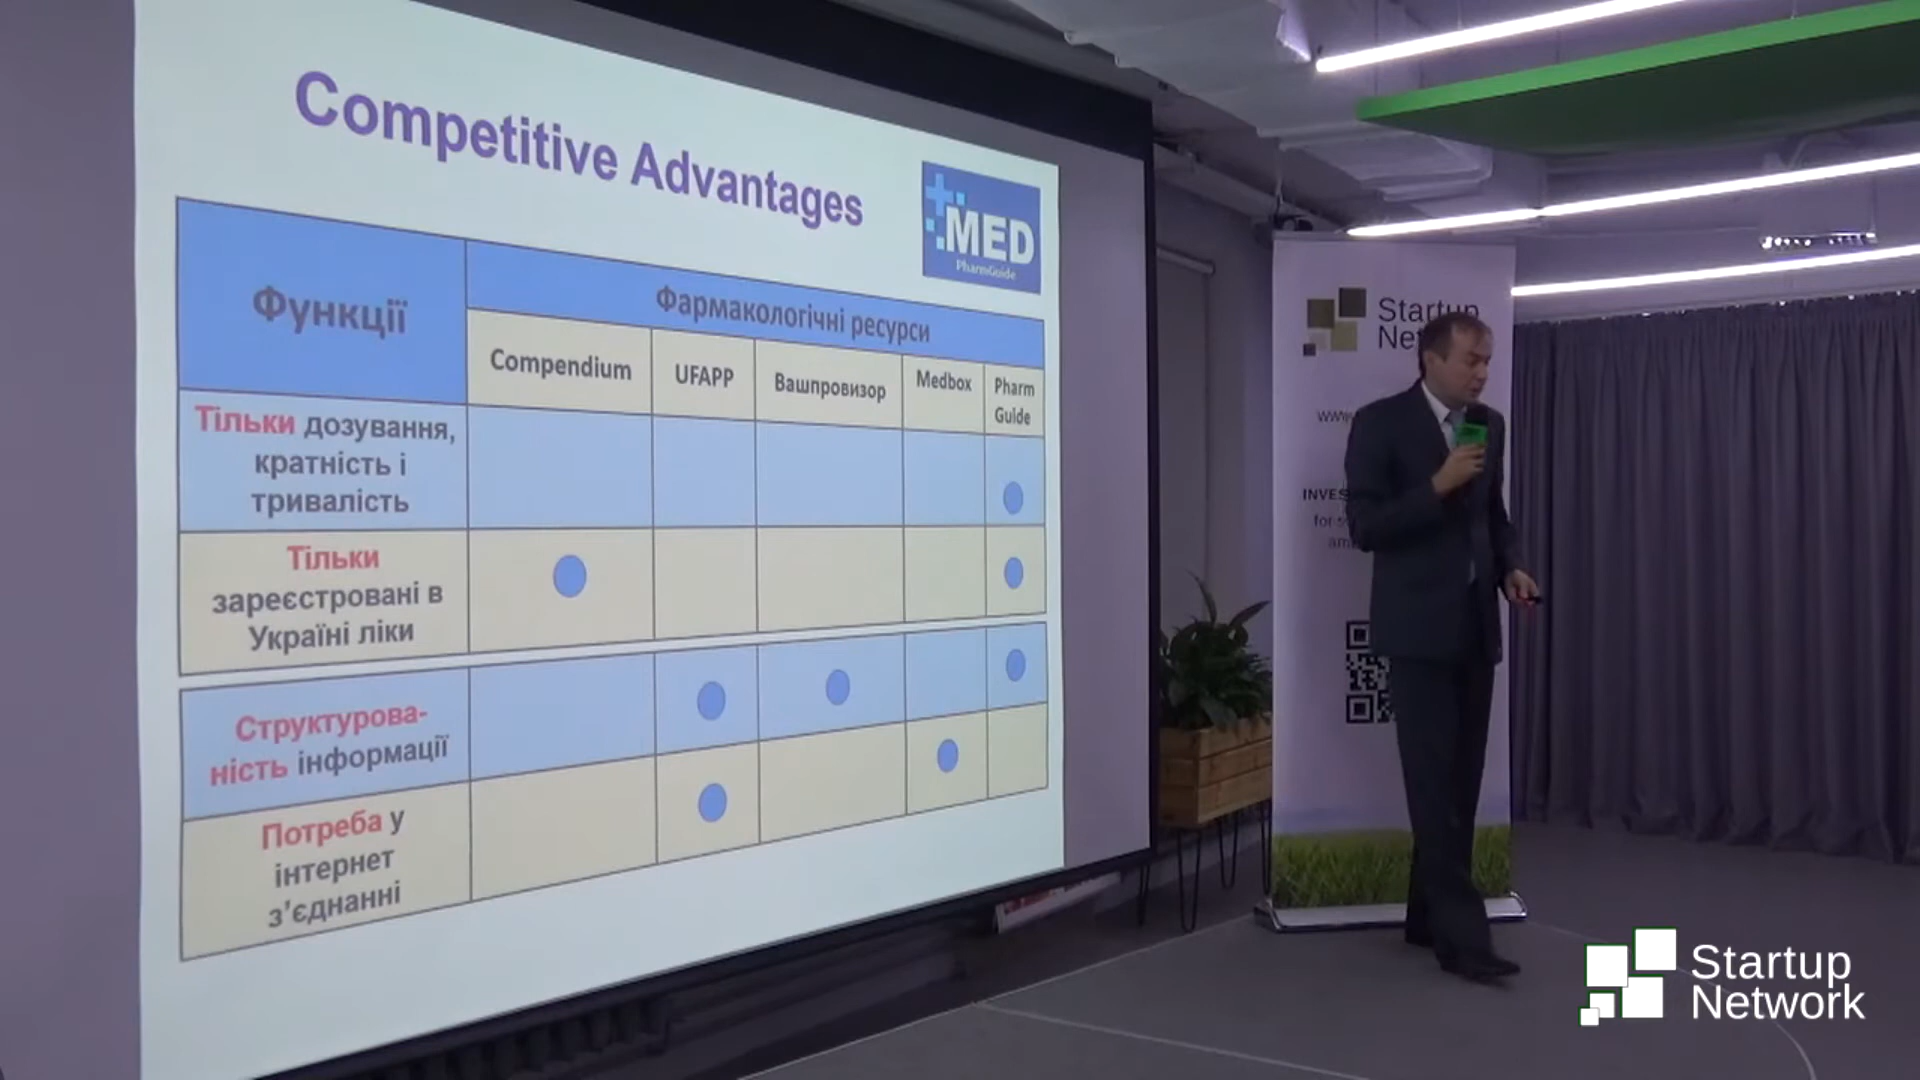 Competitive Advantages
MED
PharmGuide
Функції
Фармакологічні ресурси
Compendium
UFAPP
Вашпровизор
Medbox
Pharm
Guide
Тільки дозування,
кратність і
тривалість
Тільки
зареєстровані в
Україні ліки
Структурова-
ність інформації
Потреба у
інтернет
з'єднанні
Startup
Startup
Network